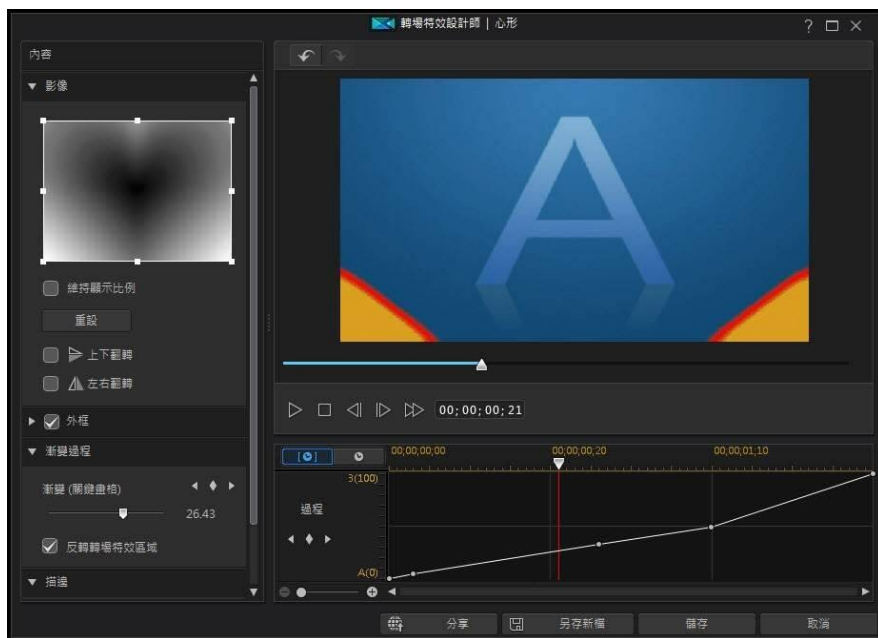 轉場特效設計師 | 心形
內容
影像
維持顯示比例
重設
上下翻轉
左右翻轉
外框
漸變過程
漸變 (關鍵畫格)
26.43
反轉轉場特效區域
描邊
A
00;00;00;21
00;00;00;00 00;00;00;20 00;00;01;10
B(100)
過程
A(0)
分享 另存新檔 儲存 取消